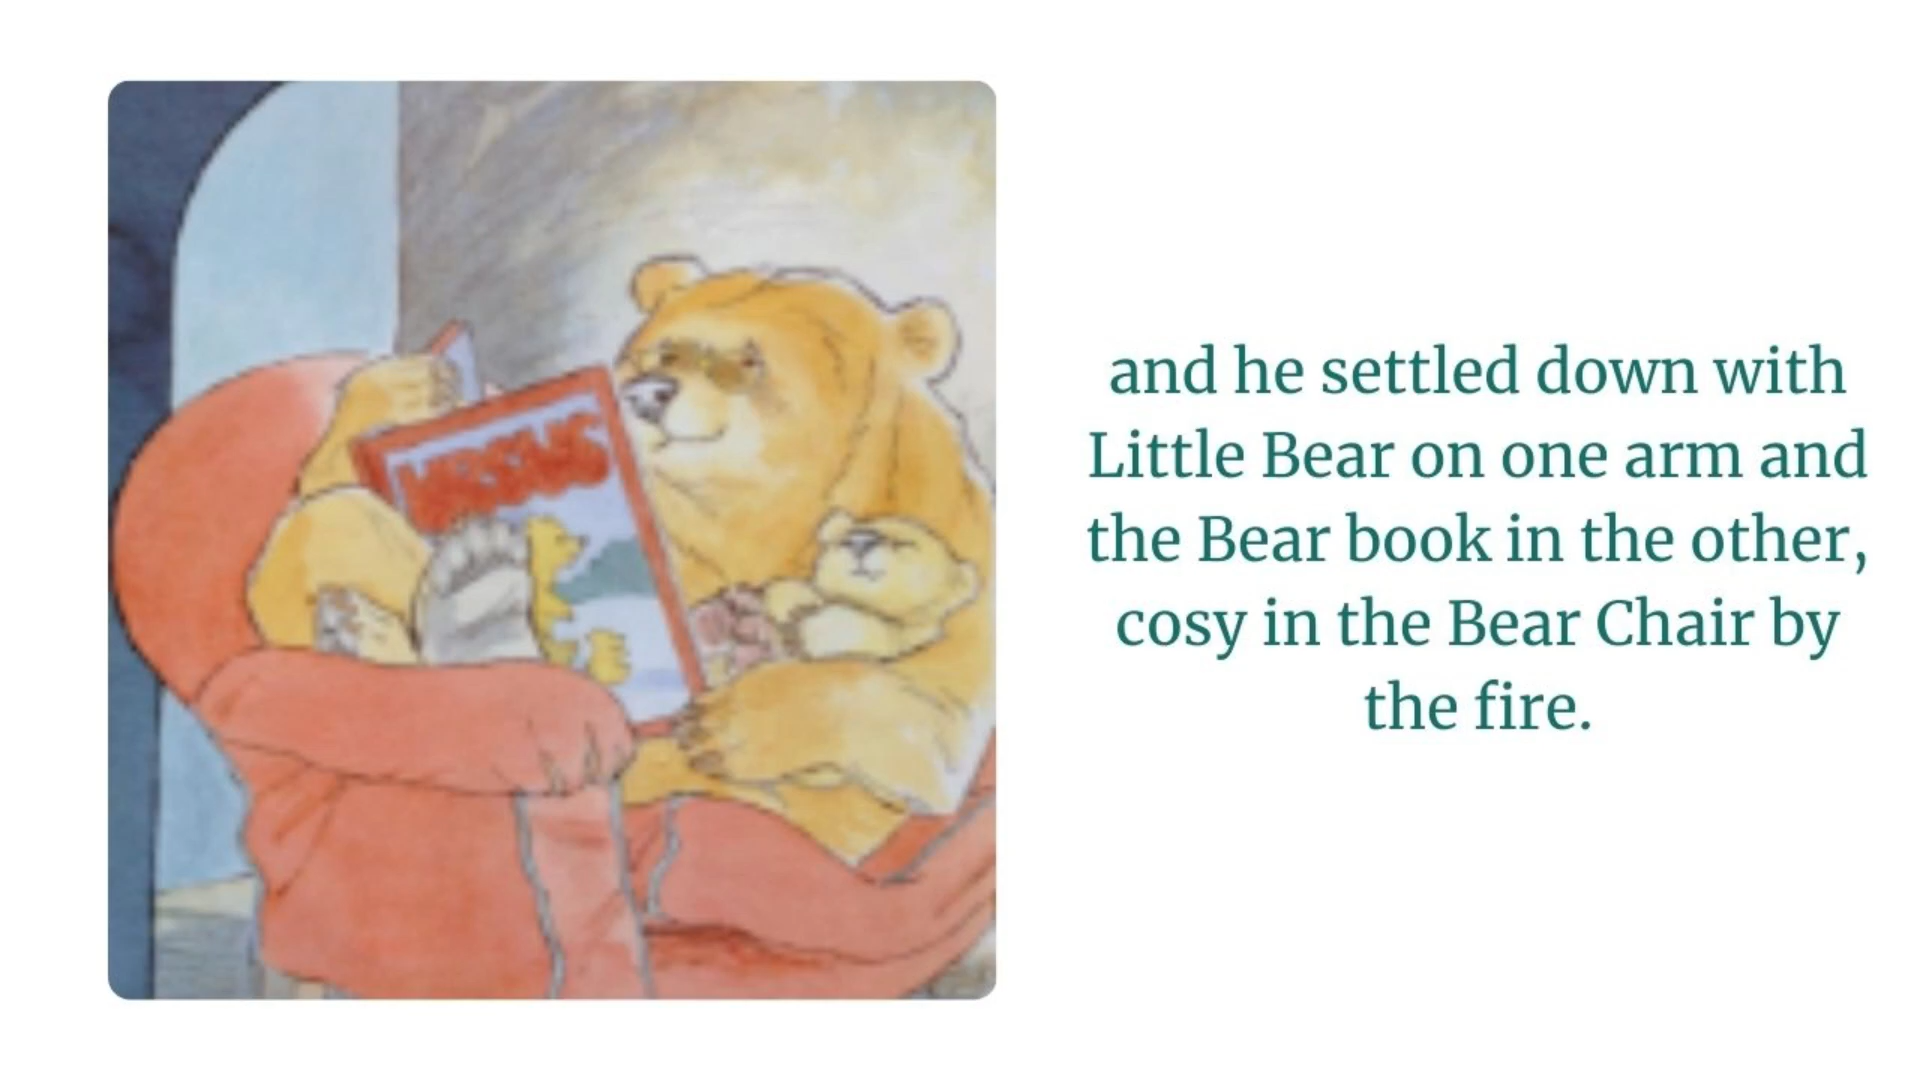 and he settled down with
Little Bear on one arm and
the Bear book in the other,
cosy in the Bear Chair by
the fire.